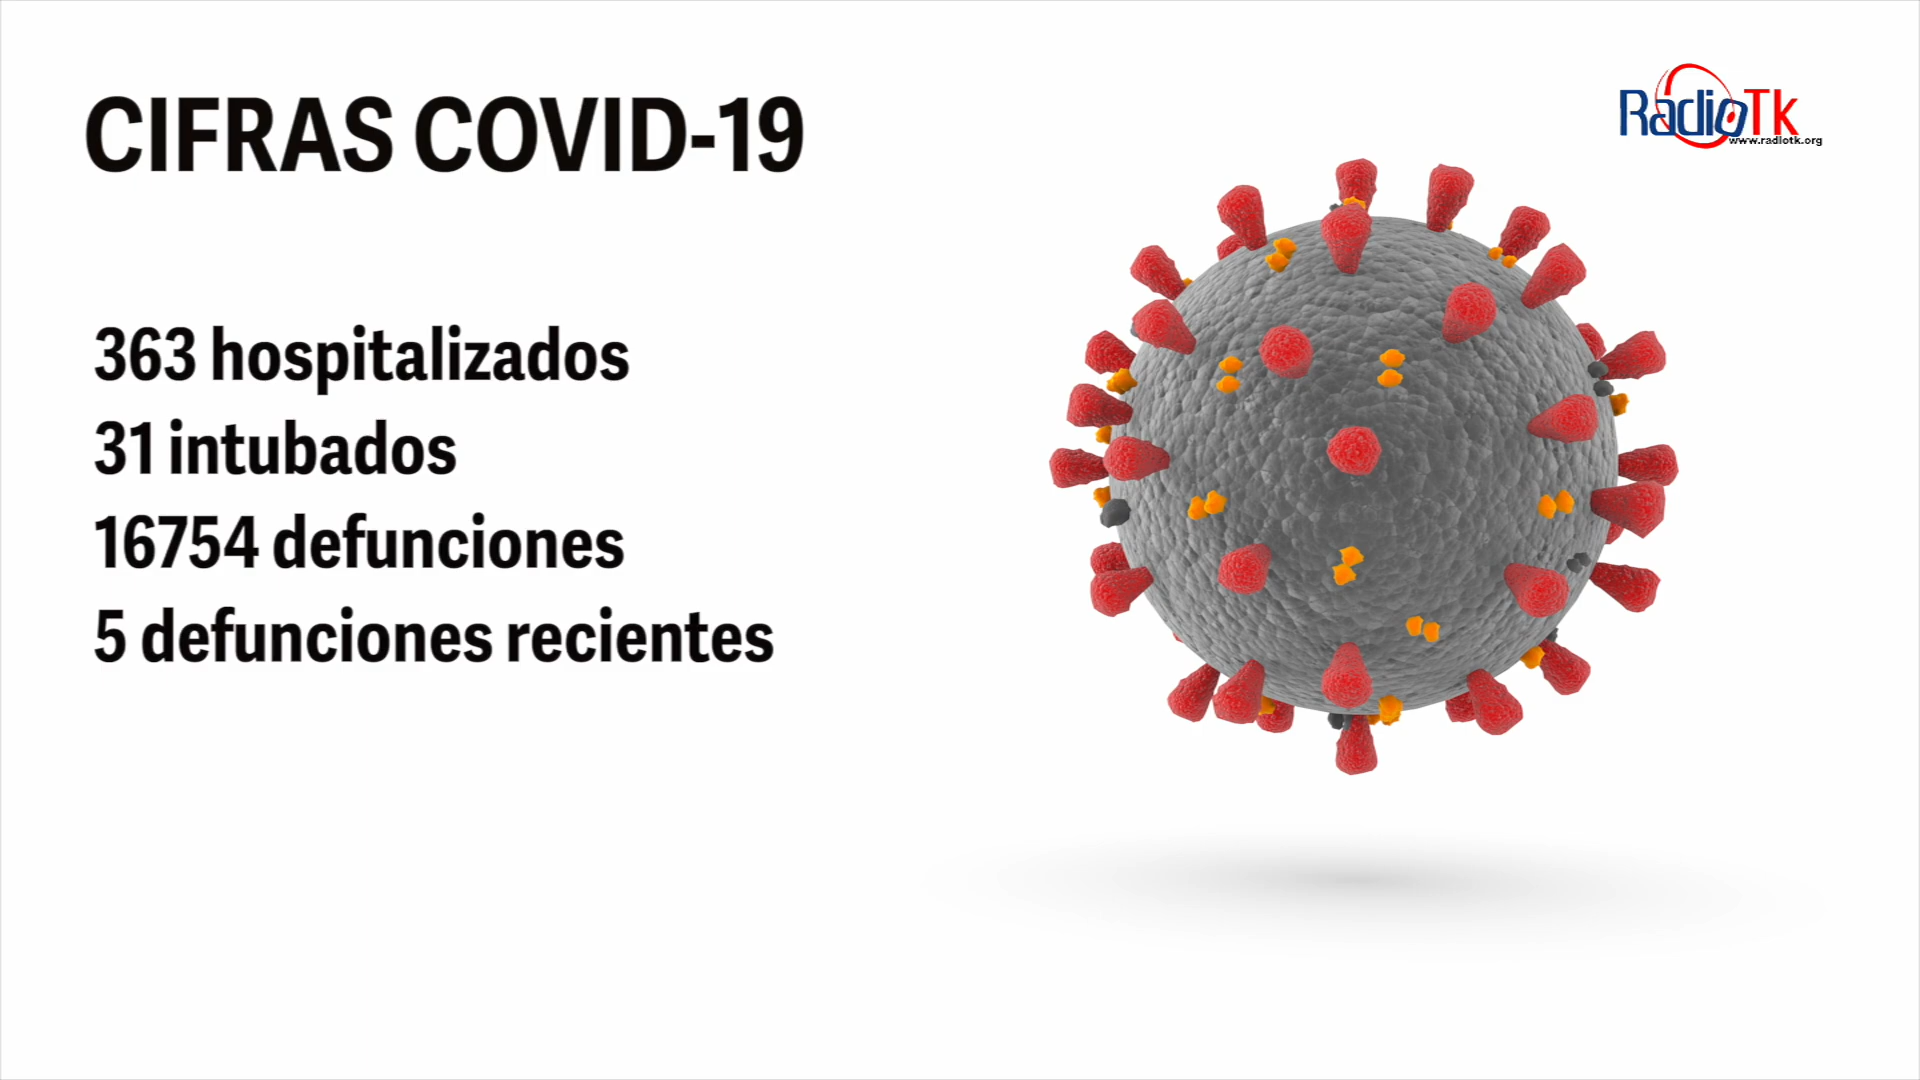 CIFRAS COVID-19
RadioTk
www.radiotk.org
363 hospitalizados
31 intubados
16754 defunciones
5 defunciones recientes